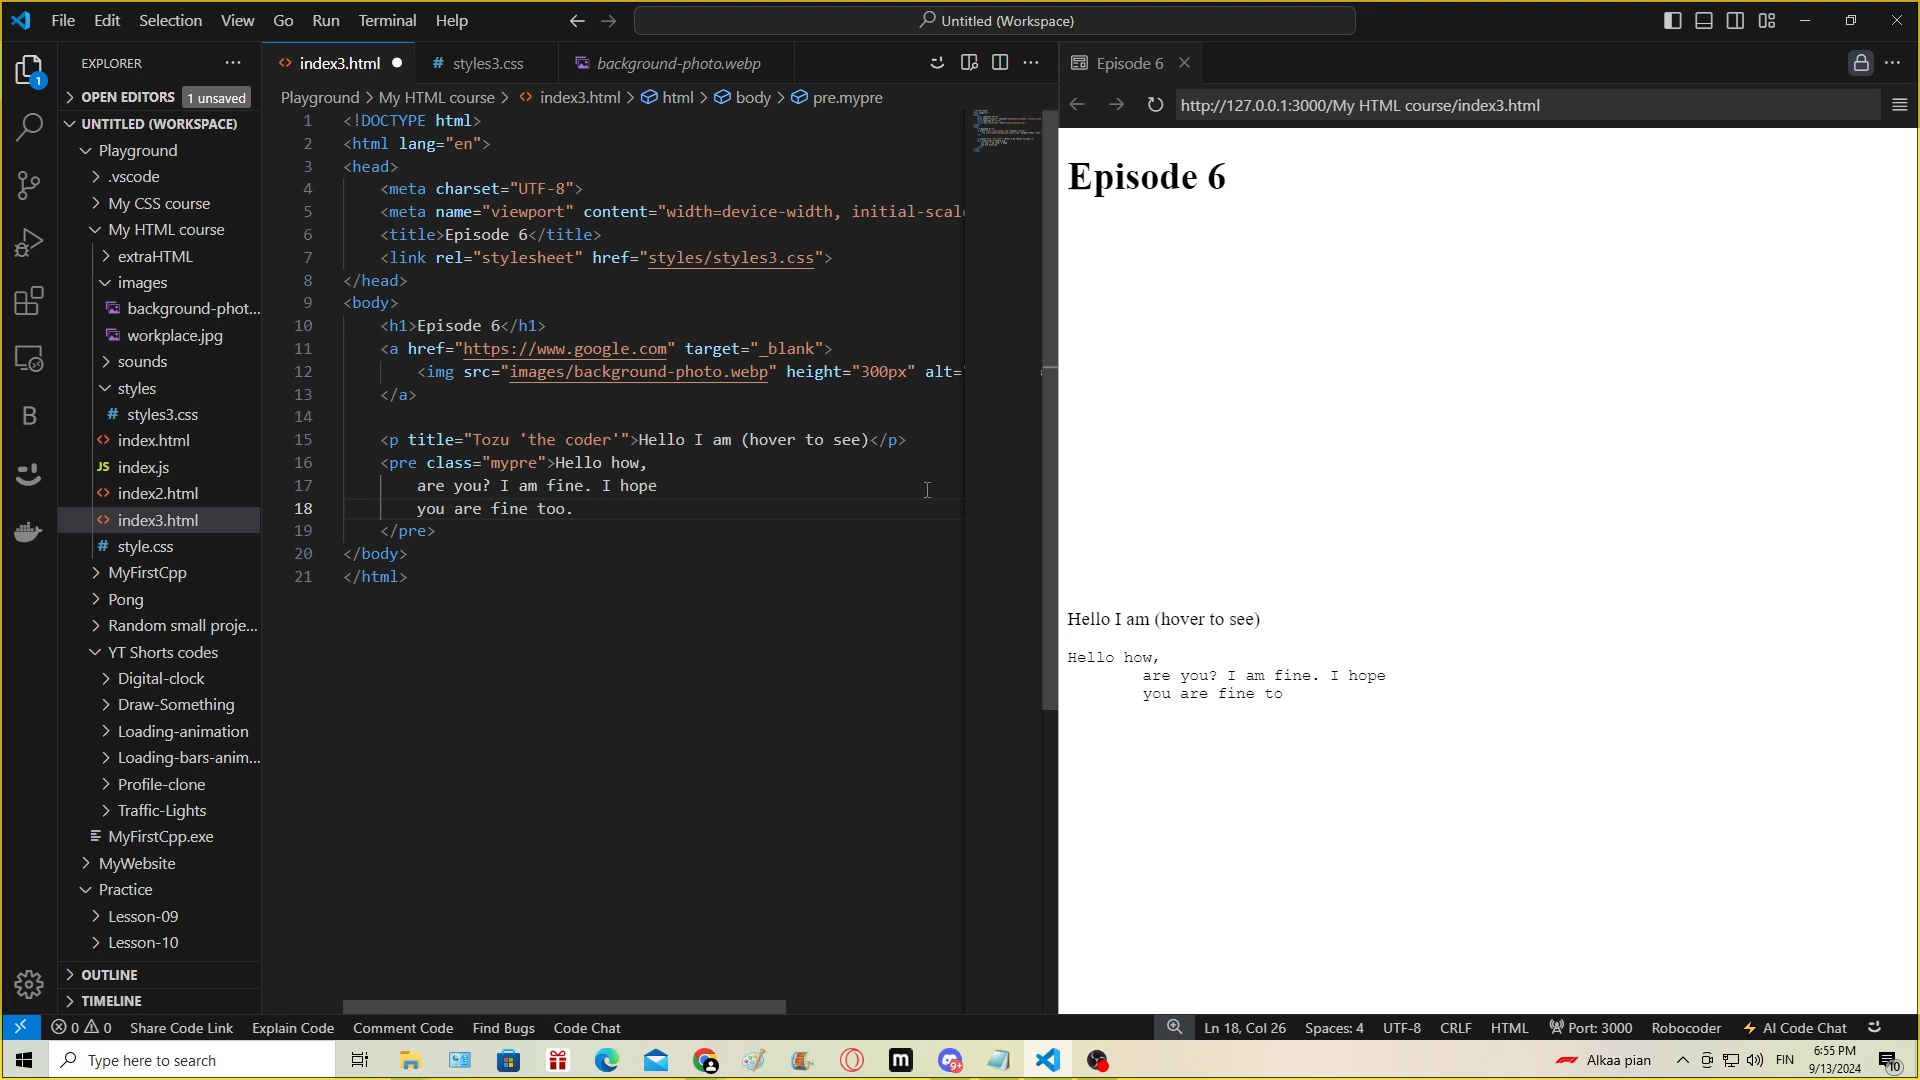 File Edit Selection View Go Run Terminal Help
Untitled (Workspace)
EXPLORER
OPEN EDITORS 1 unsaved
UNTITLED (WORKSPACE)
Playground
.vscode
My CSS course
My HTML course
extraHTML
images
background-phot...
workplace.jpg
sounds
styles
# styles3.css
<> index.html
JS index.js
<> index2.html
<> index3.html
# style.css
MyFirstCpp
Pong
Random small proje...
YT Shorts codes
Digital-clock
Draw-Something
Loading-animation
Loading-bars-anim...
Profile-clone
Traffic-Lights
MyFirstCpp.exe
MyWebsite
Practice
Lesson-09
Lesson-10
OUTLINE
TIMELINE
<> index3.html
# styles3.css
background-photo.webp
Playground > My HTML course > <> index3.html > html > body > pre.mypre
1 <!DOCTYPE html>
2 <html lang="en">
3 <head>
4 <meta charset="UTF-8">
5 <meta name="viewport" content="width=device-width, initial-scal
6 <title>Episode 6</title>
7 <link rel="stylesheet" href="styles/styles3.css">
8 </head>
9 <body>
10 <h1>Episode 6</h1>
11 <a href="https://www.google.com" target="_blank">
12 <img src="images/background-photo.webp" height="300px" alt=
13 </a>
14
15 <p title="Tozu 'the coder'">Hello I am (hover to see)</p>
16 <pre class="mypre">Hello how,
17 are you? I am fine. I hope
18 you are fine too.
19 </pre>
20 </body>
21 </html>
Episode 6
http://127.0.0.1:3000/My HTML course/index3.html
Episode 6
Hello I am (hover to see)
Hello how,
are you? I am fine. I hope
you are fine to
0 0 Share Code Link Explain Code Comment Code Find Bugs Code Chat
Ln 18, Col 26 Spaces: 4 UTF-8 CRLF HTML Port: 3000 Robocoder AI Code Chat
Type here to search
Alkaa pian
FIN
6:55 PM
9/13/2024
10